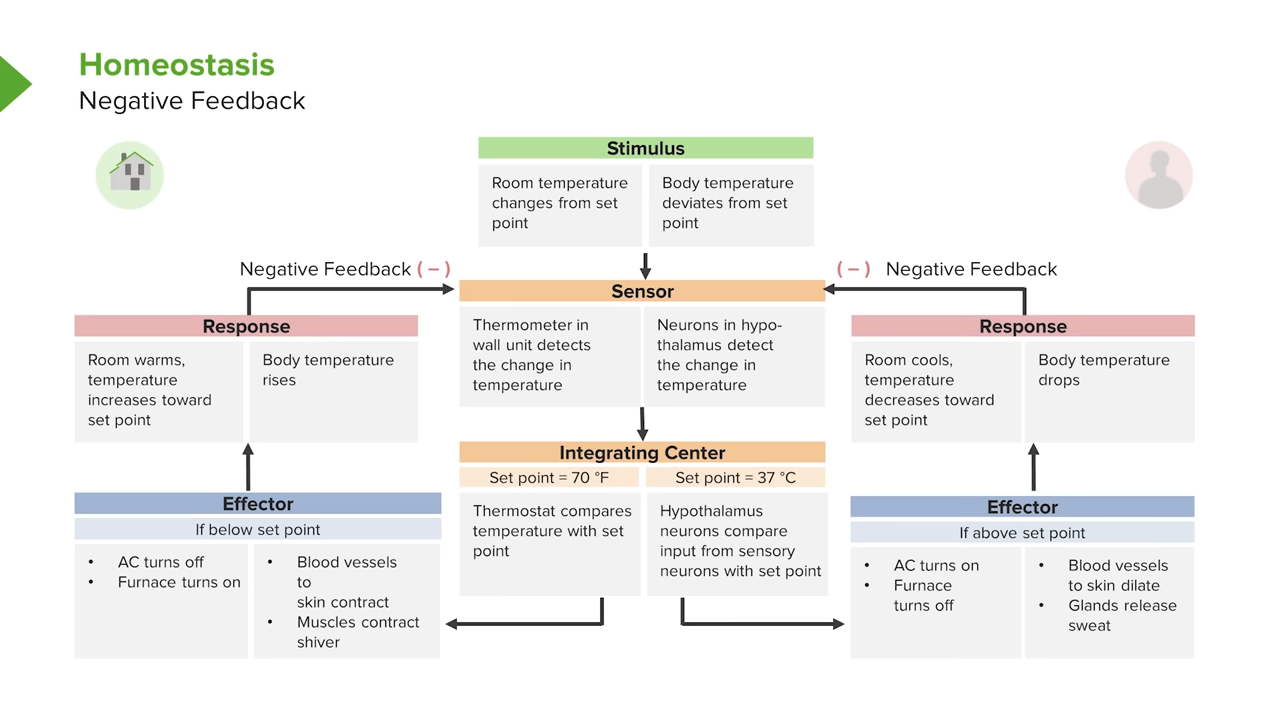 Homeostasis
Negative Feedback
Stimulus
Room temperature
changes from set
point
Body temperature
deviates from set
point
Negative Feedback ( – )
( – ) Negative Feedback
Sensor
Thermometer in
wall unit detects
the change in
temperature
Neurons in hypo-
thalamus detect
the change in
temperature
Response
Room warms,
temperature
increases toward
set point
Body temperature
rises
Response
Room cools,
temperature
decreases toward
set point
Body temperature
drops
Integrating Center
Set point = 70 °F
Set point = 37 °C
Thermostat compares
temperature with set
point
Hypothalamus
neurons compare
input from sensory
neurons with set point
Effector
If below set point
• AC turns off
• Furnace turns on
• Blood vessels
to
skin contract
• Muscles contract
shiver
Effector
If above set point
• AC turns on
• Furnace
turns off
• Blood vessels
to skin dilate
• Glands release
sweat